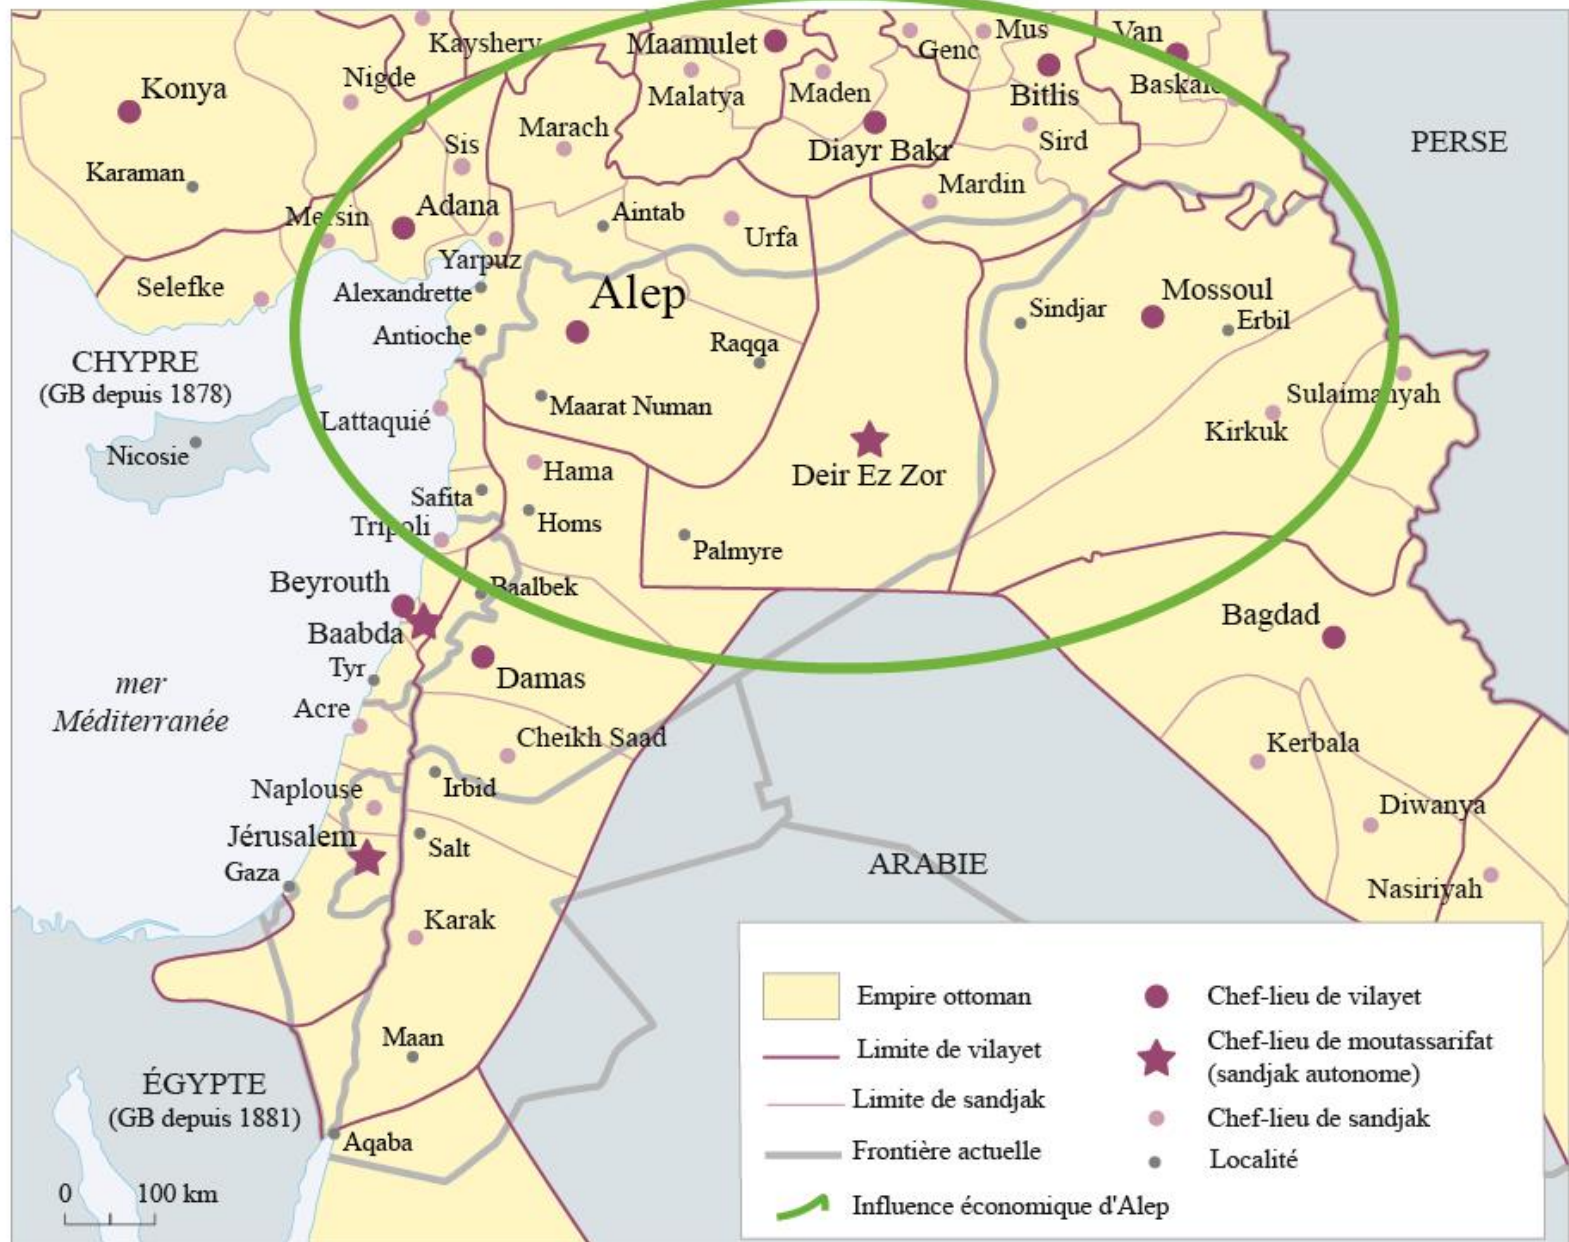 Kayshery
Maamulet
Genc
Mus
Van
Konya
Nigde
Malatya
Maden
Bitlis
Baskale
Marach
Diayr Bakr
Sird
PERSE
Karaman
Sis
Mardin
Mersin
Adana
Aintab
Urfa
Yarpuz
Selefke
Alexandrette
Alep
Mossoul
Sindjar
Erbil
Antioche
Raqqa
CHYPRE
(GB depuis 1878)
Maarat Numan
Sulaimanyah
Lattaquié
Kirkuk
Nicosie
Hama
Deir Ez Zor
Safita
Homs
Tripoli
Palmyre
Beyrouth
Baalbek
Bagdad
Baabda
Tyr
Damas
mer
Méditerranée
Acre
Cheikh Saad
Kerbala
Naplouse
Irbid
Diwanya
Jérusalem
Salt
ARABIE
Gaza
Nasiriyah
Karak
Maan
ÉGYPTE
(GB depuis 1881)
Aqaba
0 100 km
Empire ottoman
Limite de vilayet
Limite de sandjak
Frontière actuelle
Influence économique d'Alep
Chef-lieu de vilayet
Chef-lieu de moutassarifat
(sandjak autonome)
Chef-lieu de sandjak
Localité